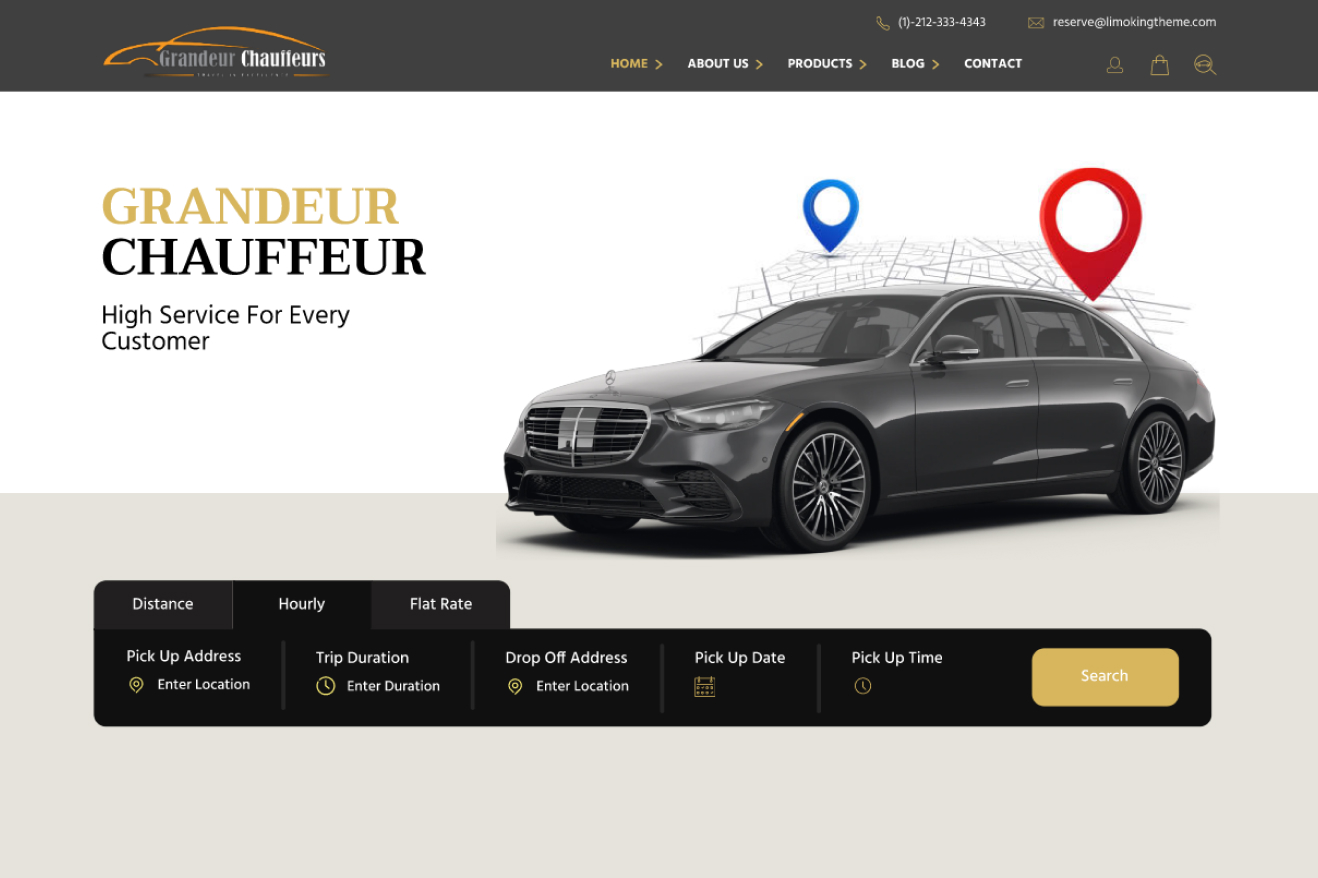 (1)-212-333-4343
reserve@limokingtheme.com
Grandeur Chauffeurs
HOME
ABOUT US
PRODUCTS
BLOG
CONTACT
GRANDEUR
CHAUFFEUR
High Service For Every
Customer
Distance
Hourly
Flat Rate
Pick Up Address
Enter Location
Trip Duration
Enter Duration
Drop Off Address
Enter Location
Pick Up Date
Pick Up Time
Search